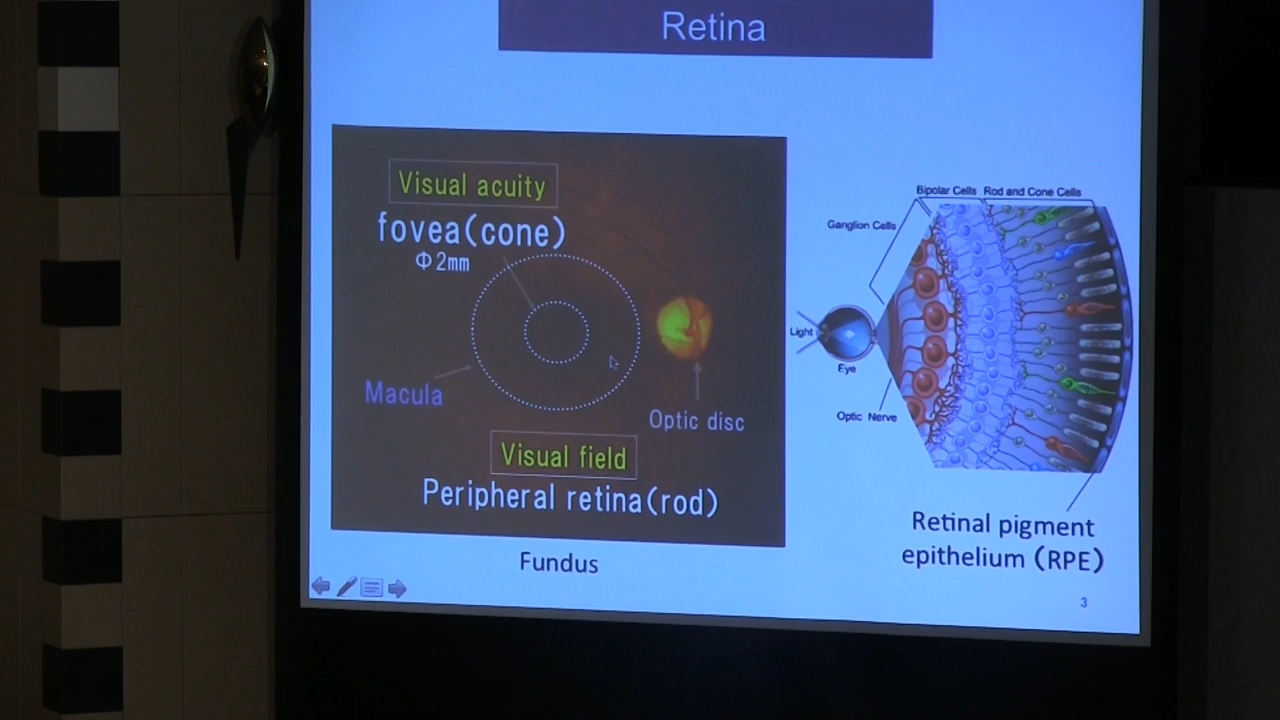 Retina
Visual acuity
fovea(cone)
Φ2mm
Macula
Optic disc
Visual field
Peripheral retina(rod)
Fundus
Bipolar Cells
Rod and Cone Cells
Ganglion Cells
Light
Eye
Optic Nerve
Retinal pigment
epithelium (RPE)
3